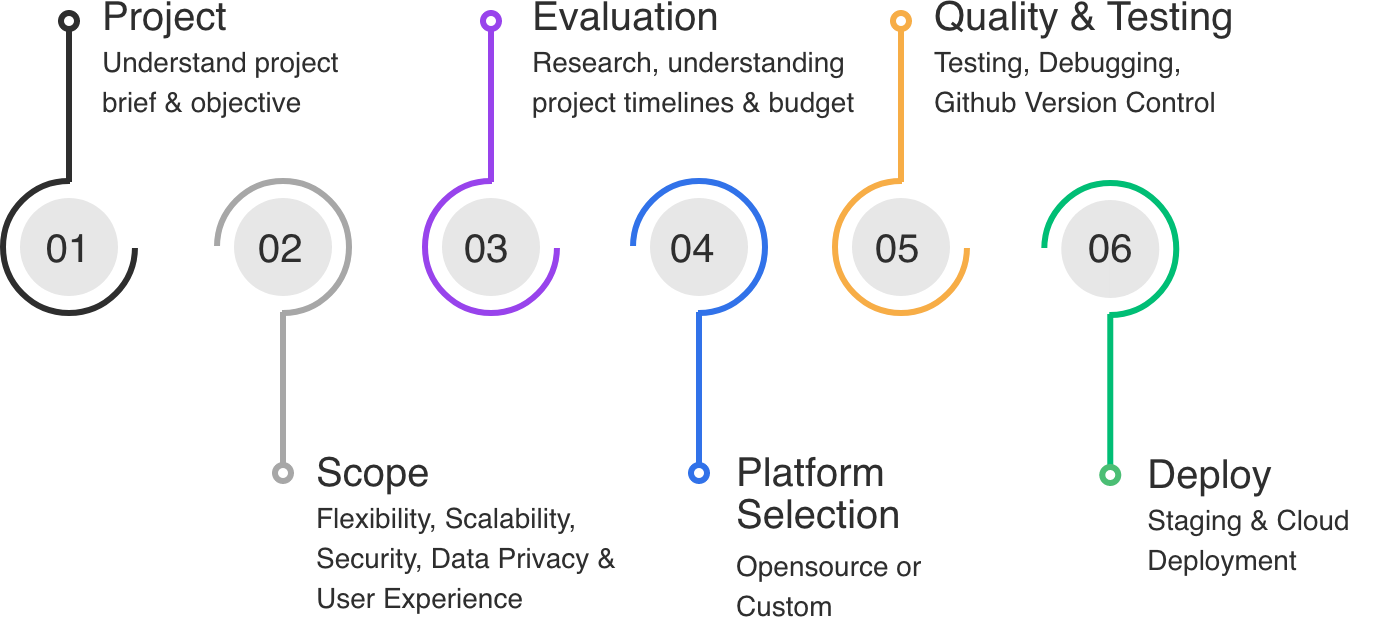 Project
Understand project
brief & objective
Evaluation
Research, understanding
project timelines & budget
Quality & Testing
Testing, Debugging,
Github Version Control
01
02
03
04
05
06
Scope
Flexibility, Scalability,
Security, Data Privacy &
User Experience
Platform
Selection
Opensource or
Custom
Deploy
Staging & Cloud
Deployment